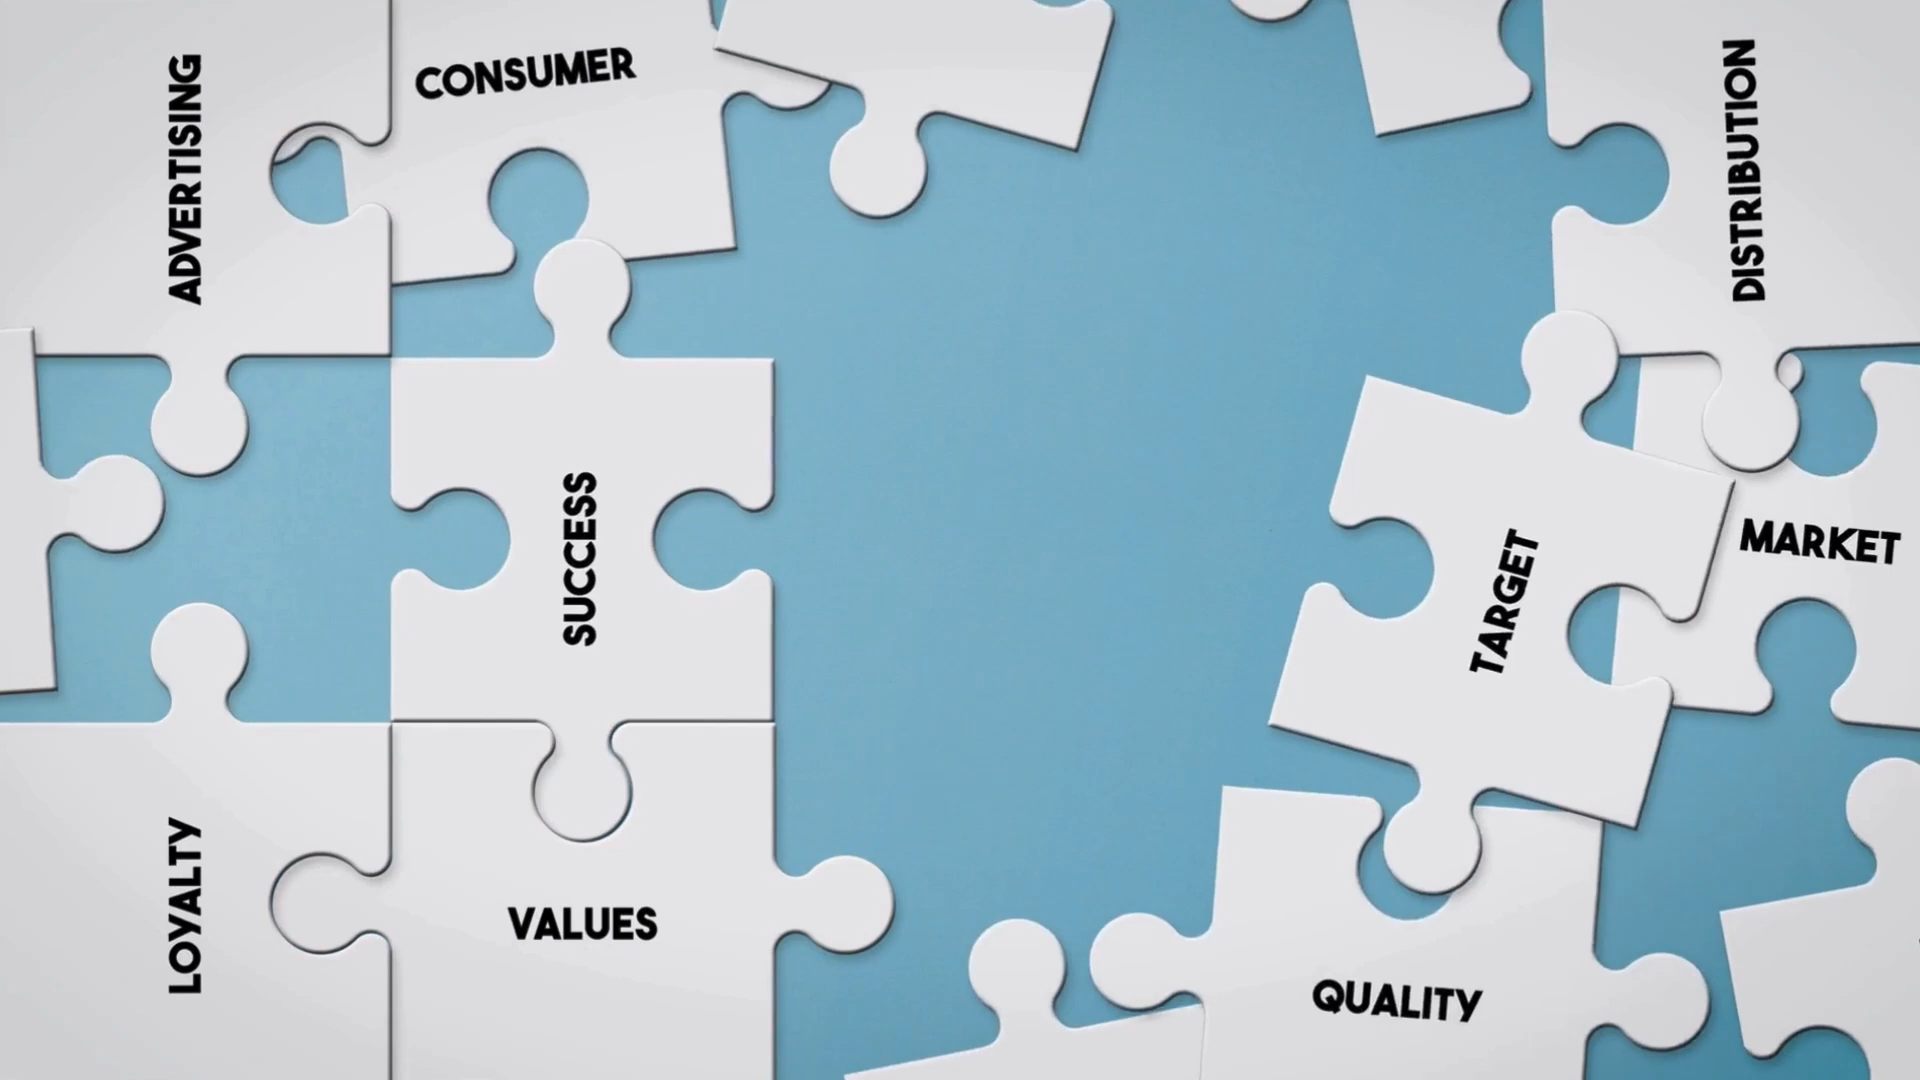 ADVERTISING
CONSUMER
DISTRIBUTION
SUCCESS
TARGET
MARKET
LOYALTY
VALUES
QUALITY